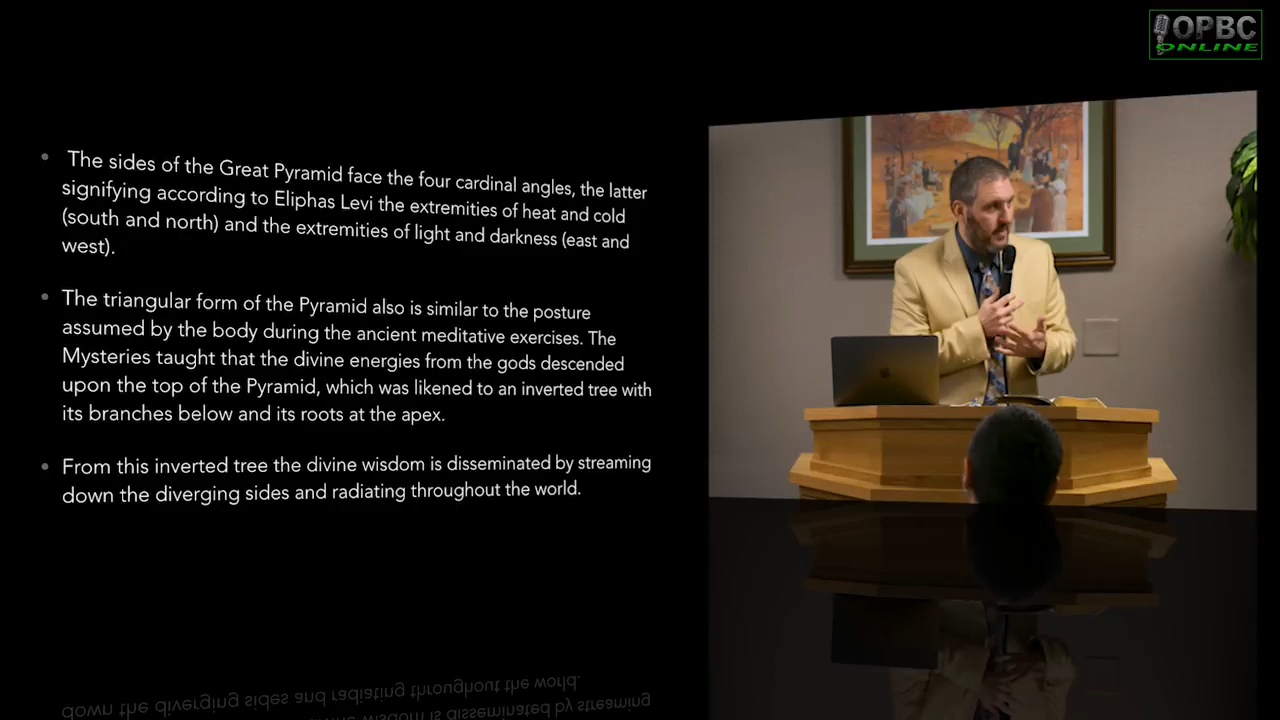 OPBC
ONLINE
• The sides of the Great Pyramid face the four cardinal angles, the latter
signifying according to Eliphas Levi the extremities of heat and cold
(south and north) and the extremities of light and darkness (east and
west).
• The triangular form of the Pyramid also is similar to the posture
assumed by the body during the ancient meditative exercises. The
Mysteries taught that the divine energies from the gods descended
upon the top of the Pyramid, which was likened to an inverted tree with
its branches below and its roots at the apex.
• From this inverted tree the divine wisdom is disseminated by streaming
down the diverging sides and radiating throughout the world.